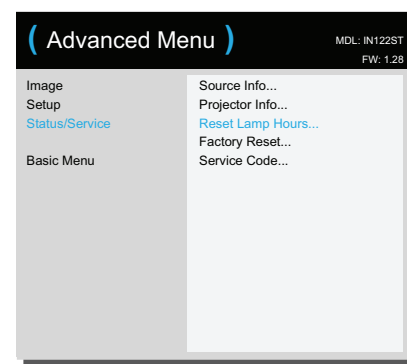 ( Advanced Menu )
MDL: IN122ST
FW: 1.28
Image
Setup
Status/Service
Basic Menu
Source Info...
Projector Info...
Reset Lamp Hours...
Factory Reset...
Service Code...